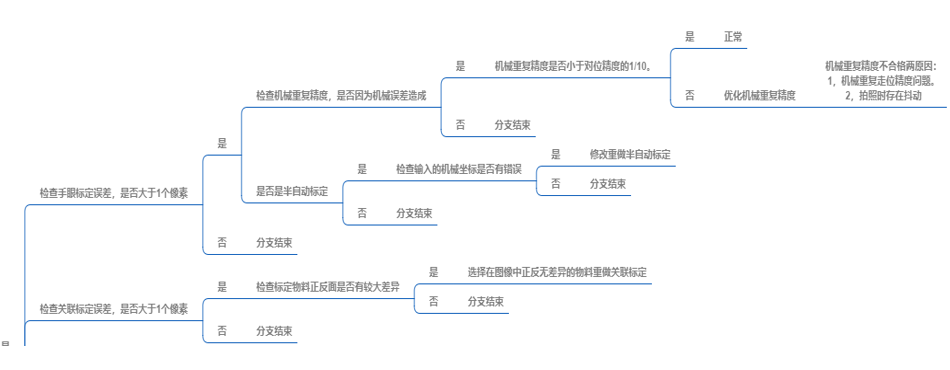 是 正常
机械重复精度不合格两原因：
是 机械重复精度是否小于对位精度的1/10。
1，机械重复走位精度问题。
检查机械重复精度，是否因为机械误差造成
否 优化机械重复精度
2，拍照时存在抖动
否 分支结束
是
是 修改重做半自动标定
是 检查输入的机械坐标是否有错误
否 分支结束
检查手眼标定误差，是否大于1个像素
是否是半自动标定
否 分支结束
否 分支结束
是 选择在图像中正反无差异的物料重做关联标定
是 检查标定物料正反面是否有较大差异
否 分支结束
检查关联标定误差，是否大于1个像素
否 分支结束